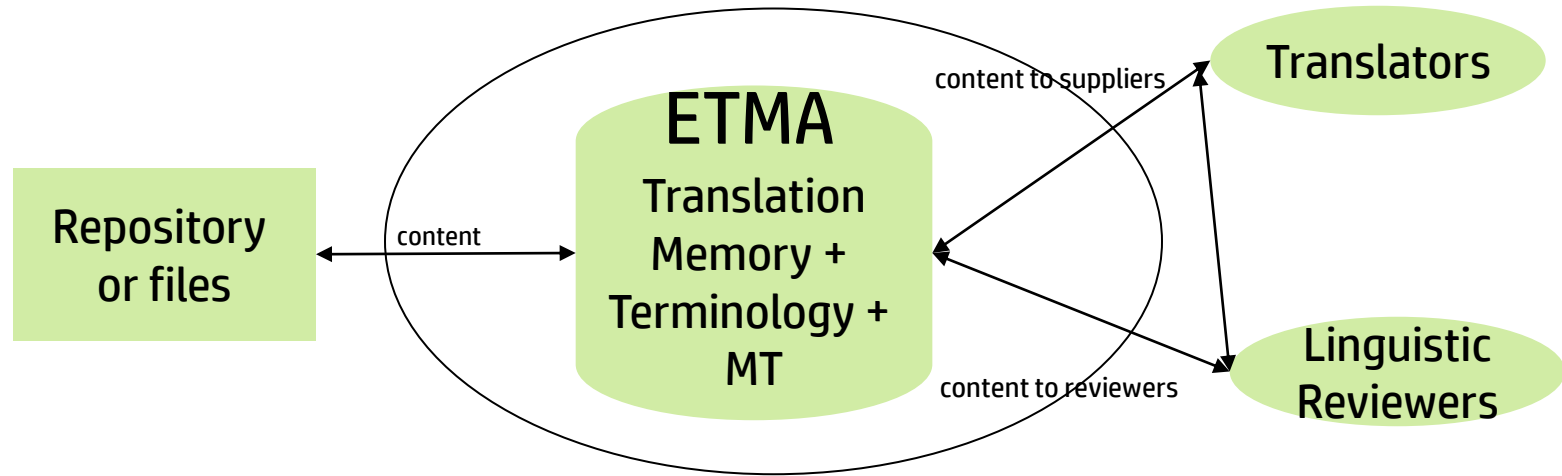 Repository
or files
content
ETMA
Translation
Memory +
Terminology +
MT
content to suppliers
Translators
content to reviewers
Linguistic
Reviewers